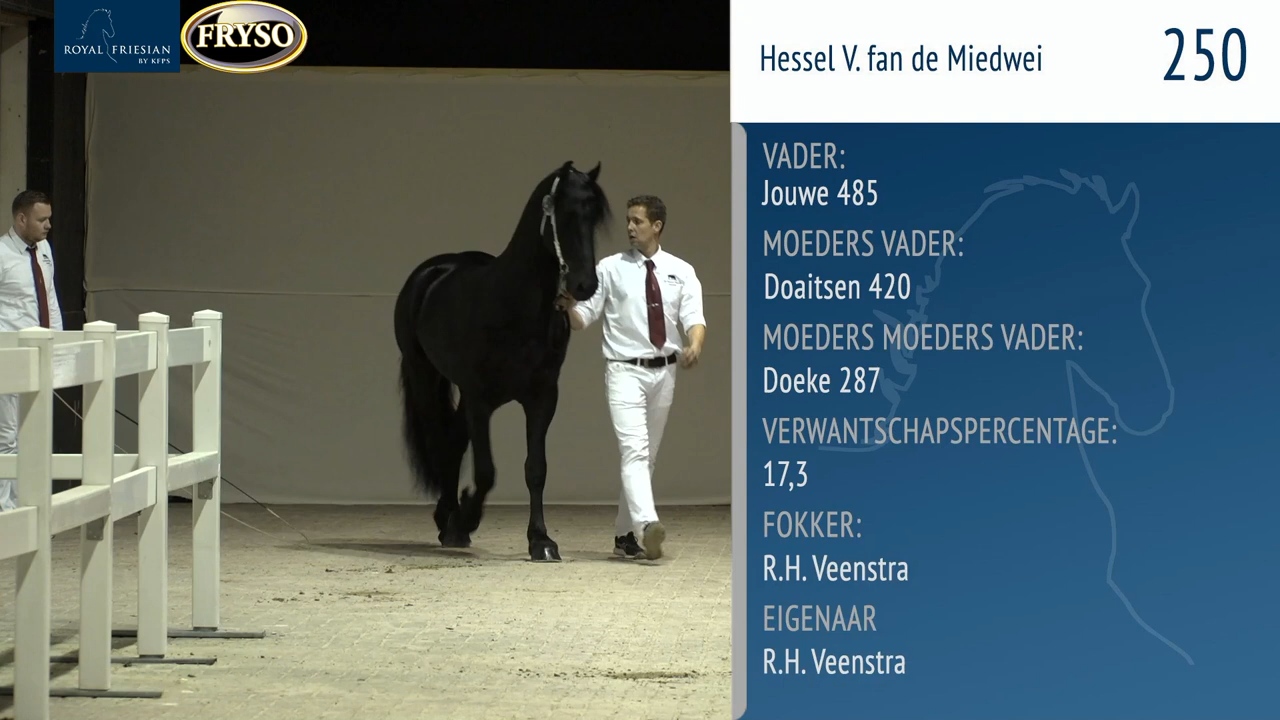 ROYAL FRIESIAN
BY KFPS
FRYSO
Hessel V. fan de Miedwei
250
VADER:
Jouwe 485
MOEDERS VADER:
Doaitsen 420
MOEDERS MOEDERS VADER:
Doeke 287
VERWANTSCHAPSPERCENTAGE:
17,3
FOKKER:
R.H. Veenstra
EIGENAAR
R.H. Veenstra